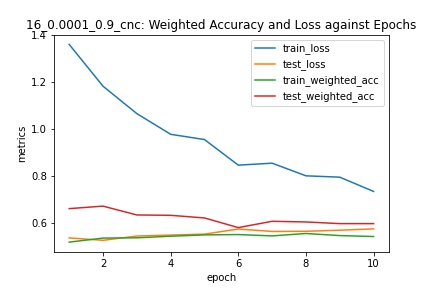 16_0.0001_0.9_cnc: Weighted Accuracy and Loss against Epochs
1.4
1.2
1.0
0.8
0.6
metrics
train_loss
test_loss
train_weighted_acc
test_weighted_acc
2 4 6 8 10
epoch